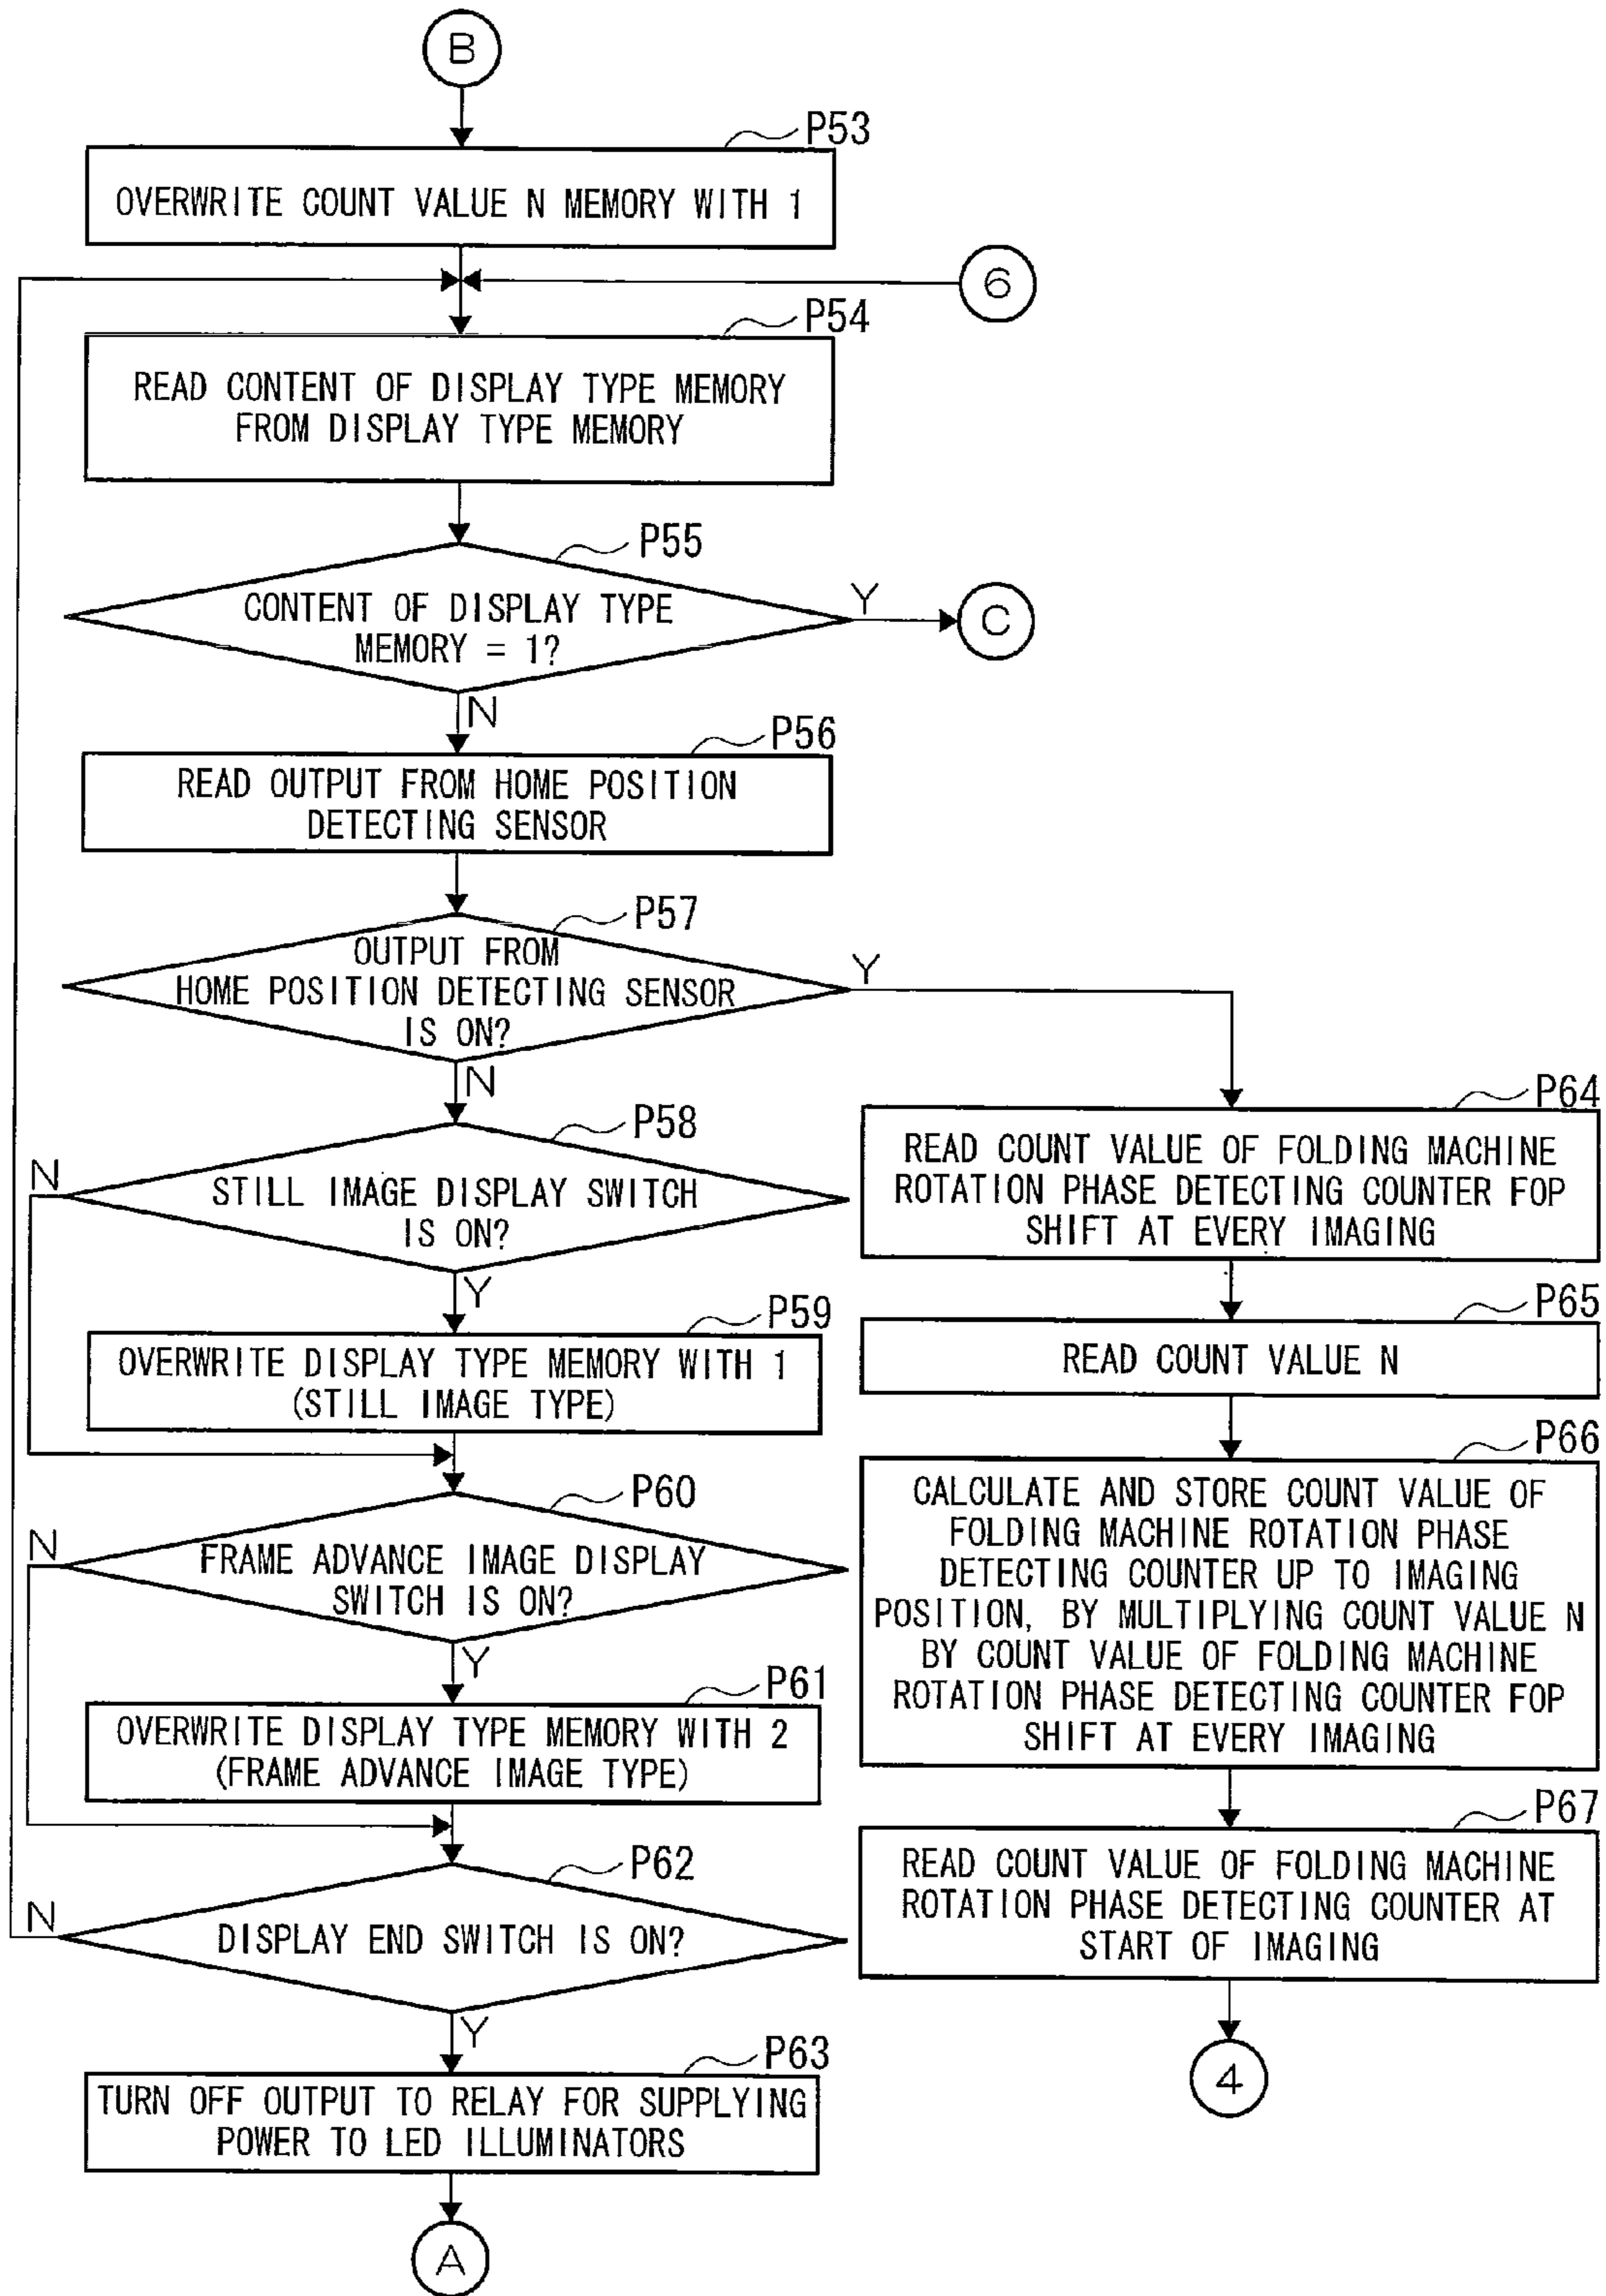 B
P53
OVERWRITE COUNT VALUE N MEMORY WITH 1
6
P54
READ CONTENT OF DISPLAY TYPE MEMORY
FROM DISPLAY TYPE MEMORY
P55
CONTENT OF DISPLAY TYPE
MEMORY = 1?
Y
C
N
P56
READ OUTPUT FROM HOME POSITION
DETECTING SENSOR
P57
OUTPUT FROM
HOME POSITION DETECTING SENSOR
IS ON?
Y
N
P58
STILL IMAGE DISPLAY SWITCH
IS ON?
N
Y
P59
OVERWRITE DISPLAY TYPE MEMORY WITH 1
(STILL IMAGE TYPE)
P60
FRAME ADVANCE IMAGE DISPLAY
SWITCH IS ON?
N
Y
P61
OVERWRITE DISPLAY TYPE MEMORY WITH 2
(FRAME ADVANCE IMAGE TYPE)
P62
DISPLAY END SWITCH IS ON?
N
Y
P63
TURN OFF OUTPUT TO RELAY FOR SUPPLYING
POWER TO LED ILLUMINATORS
A
P64
READ COUNT VALUE OF FOLDING MACHINE
ROTATION PHASE DETECTING COUNTER FOP
SHIFT AT EVERY IMAGING
P65
READ COUNT VALUE N
P66
CALCULATE AND STORE COUNT VALUE OF
FOLDING MACHINE ROTATION PHASE
DETECTING COUNTER UP TO IMAGING
POSITION, BY MULTIPLYING COUNT VALUE N
BY COUNT VALUE OF FOLDING MACHINE
ROTATION PHASE DETECTING COUNTER FOP
SHIFT AT EVERY IMAGING
P67
READ COUNT VALUE OF FOLDING MACHINE
ROTATION PHASE DETECTING COUNTER AT
START OF IMAGING
4